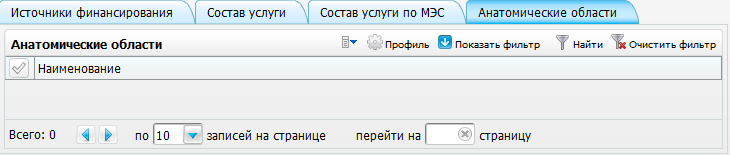 Источники финансирования Состав услуги Состав услуги по МЭС Анатомические области
Анатомические области Профиль Показать фильтр Найти Очистить фильтр
Наименование
Всего: 0 по 10 записей на странице перейти на страницу